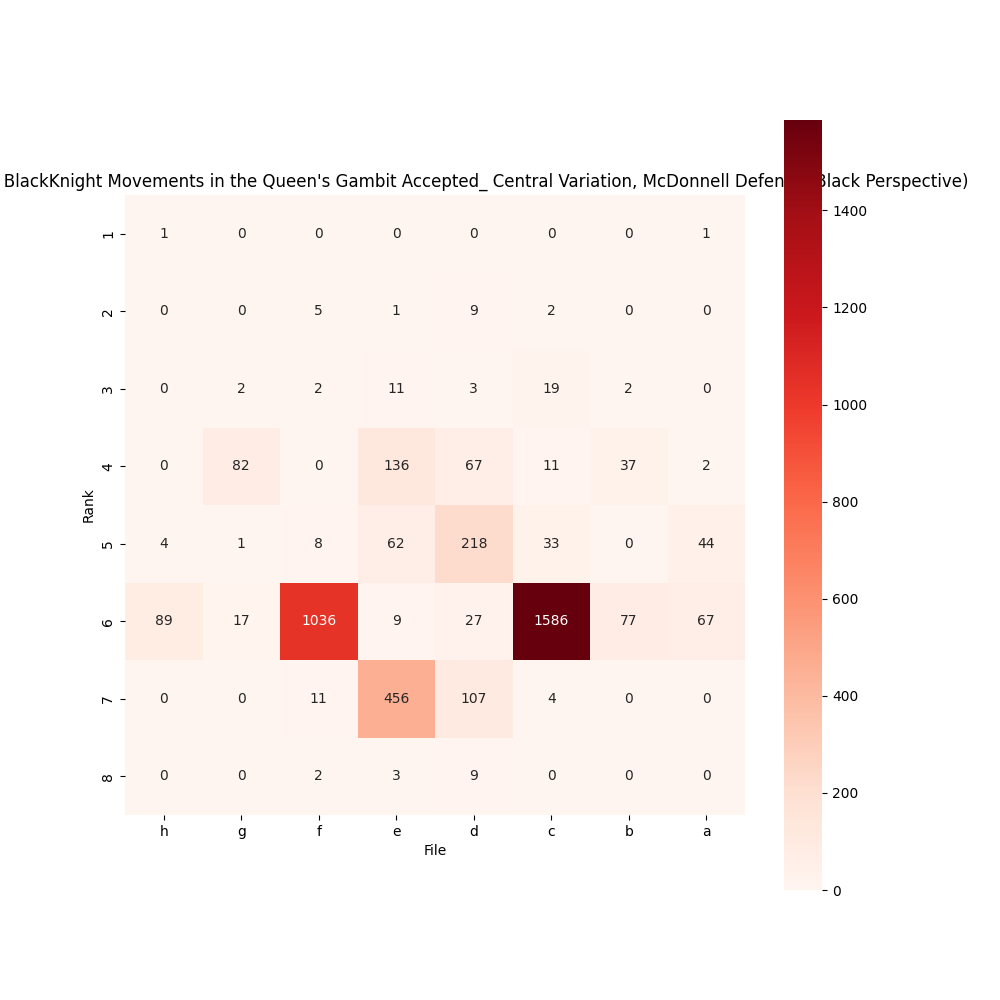 BlackKnight Movements in the Queen's Gambit Accepted_ Central Variation, McDonnell Defen Black Perspective)
1 1 0 0 0 0 0 0 1
2 0 0 5 1 9 2 0 0
3 0 2 2 11 3 19 2 0
4 0 82 0 136 67 11 37 2
5 4 1 8 62 218 33 0 44
6 89 17 1036 9 27 1586 77 67
7 0 0 11 456 107 4 0 0
8 0 0 2 3 9 0 0 0
h g f e d c b a
File
Rank
1400
1200
1000
800
600
400
200
0